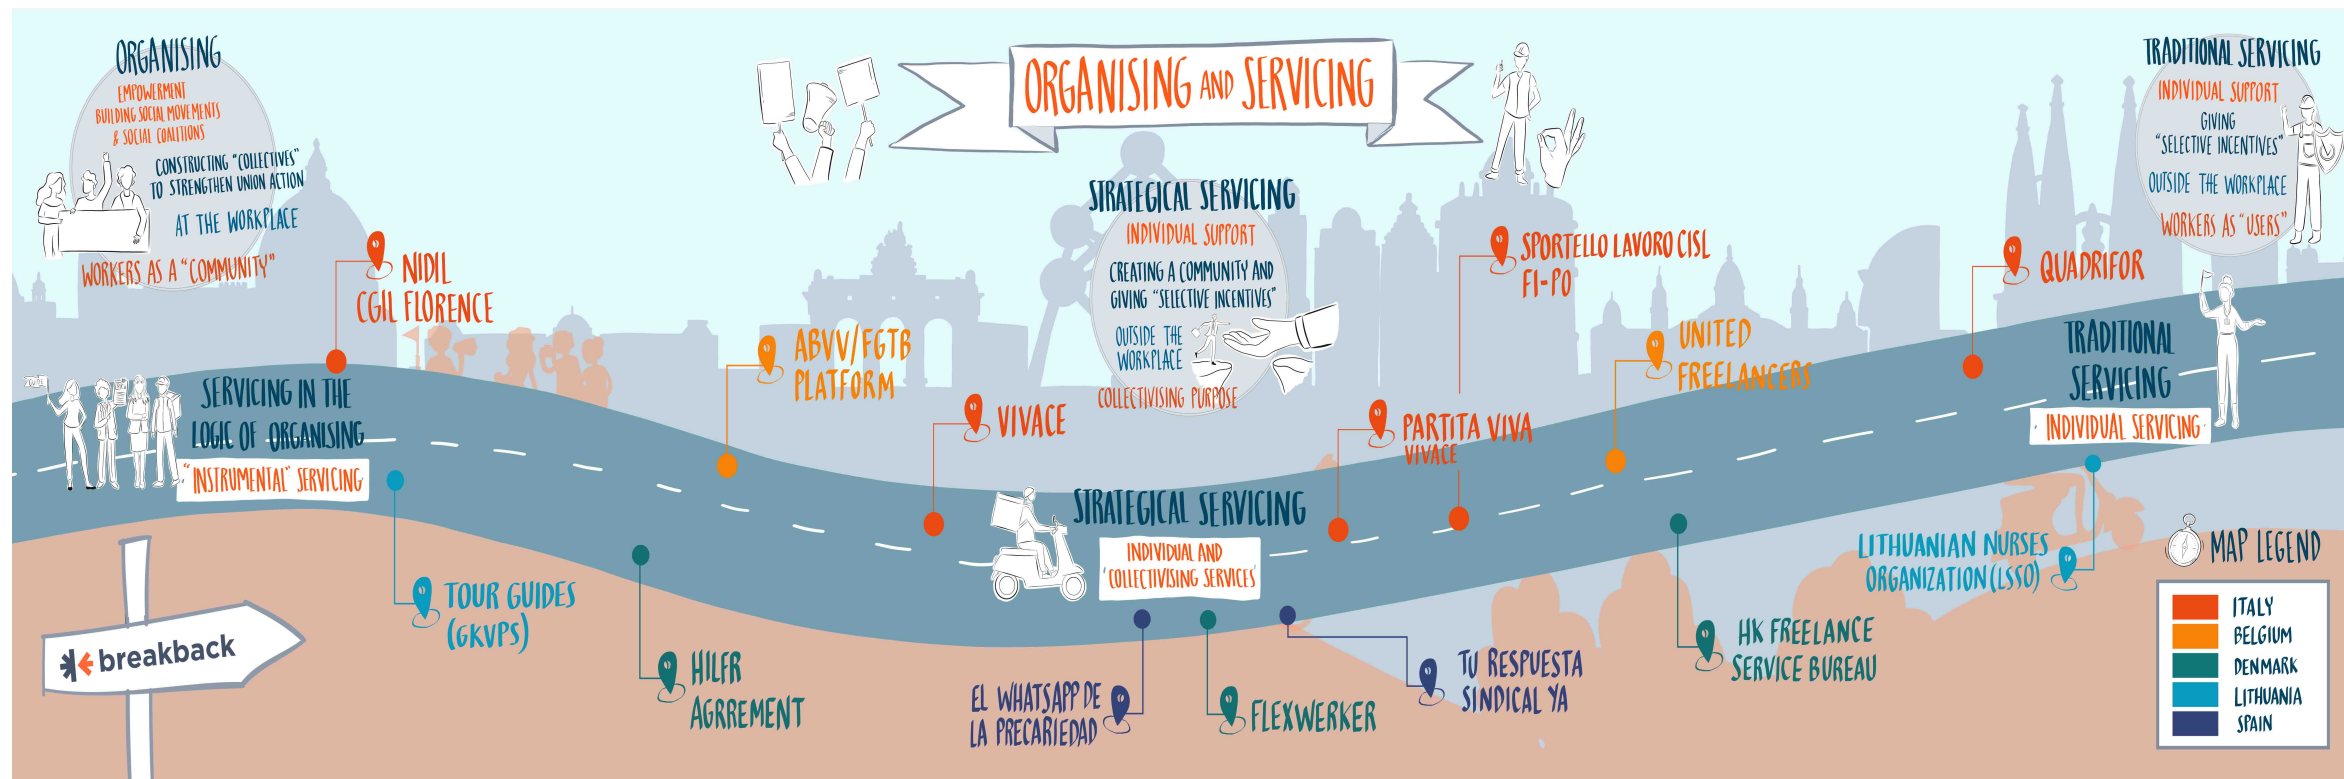 ORGANISING AND SERVICING
ORGANISING
EMPOWERMENT
BUILDING SOCIAL MOVEMENTS
& SOCIAL COALITIONS
CONSTRUCTING "COLLECTIVES"
TO STRENGTHEN UNION ACTION
AT THE WORKPLACE
WORKERS AS A "COMMUNITY"
STRATEGICAL SERVICING
INDIVIDUAL SUPPORT
CREATING A COMMUNITY AND
GIVING "SELECTIVE INCENTIVES"
OUTSIDE THE
WORKPLACE
COLLECTIVISING PURPOSE
TRADITIONAL SERVICING
INDIVIDUAL SUPPORT
GIVING
"SELECTIVE INCENTIVES"
OUTSIDE THE WORKPLACE
WORKERS AS "USERS"
NIDIL
CGIL FLORENCE
ABVV/FGTB
PLATFORM
VIVACE
PARTITA VIVA
VIVACE
SPORTELLO LAVORO CISL
FI-PO
UNITED
FREELANCERS
QUADRIFOR
SERVICING IN THE
LOGIC OF ORGANISING
"INSTRUMENTAL" SERVICING
STRATEGICAL SERVICING
INDIVIDUAL AND
'COLLECTIVISING SERVICES'
TRADITIONAL
SERVICING
' INDIVIDUAL SERVICING '
TOUR GUIDES
(GKVPS)
HILFR
AGRREMENT
EL WHATSAPP DE
LA PRECARIEDAD
FLEXWERKER
TU RESPUESTA
SINDICAL YA
HK FREELANCE
SERVICE BUREAU
LITHUANIAN NURSES
ORGANIZATION (LSSO)
breakback
MAP LEGEND
ITALY
BELGIUM
DENMARK
LITHUANIA
SPAIN